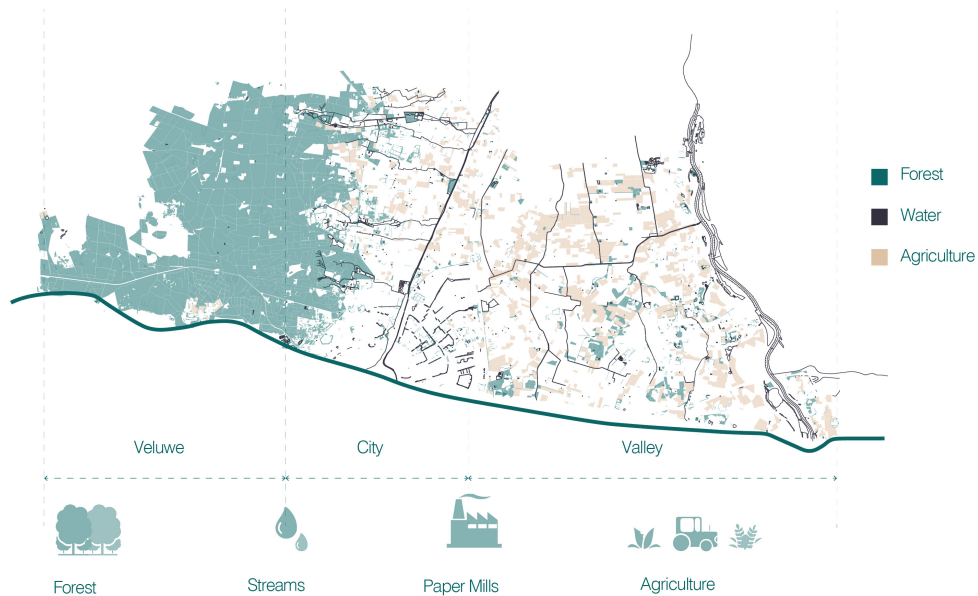 Forest
Water
Agriculture
Veluwe
City
Valley
Forest
Streams
Paper Mills
Agriculture